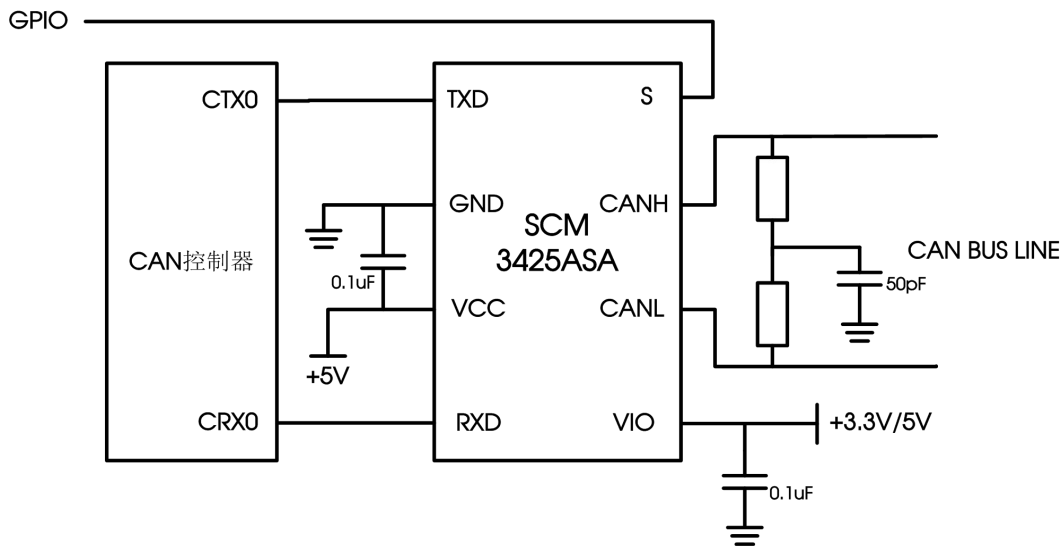 GPIO
CTX0
TXD
S
GND
CANH
SCM
3425ASA
CAN控制器
0.1uF
CAN BUS LINE
50pF
VCC
CANL
+5V
CRX0
RXD
VIO
+3.3V/5V
0.1uF